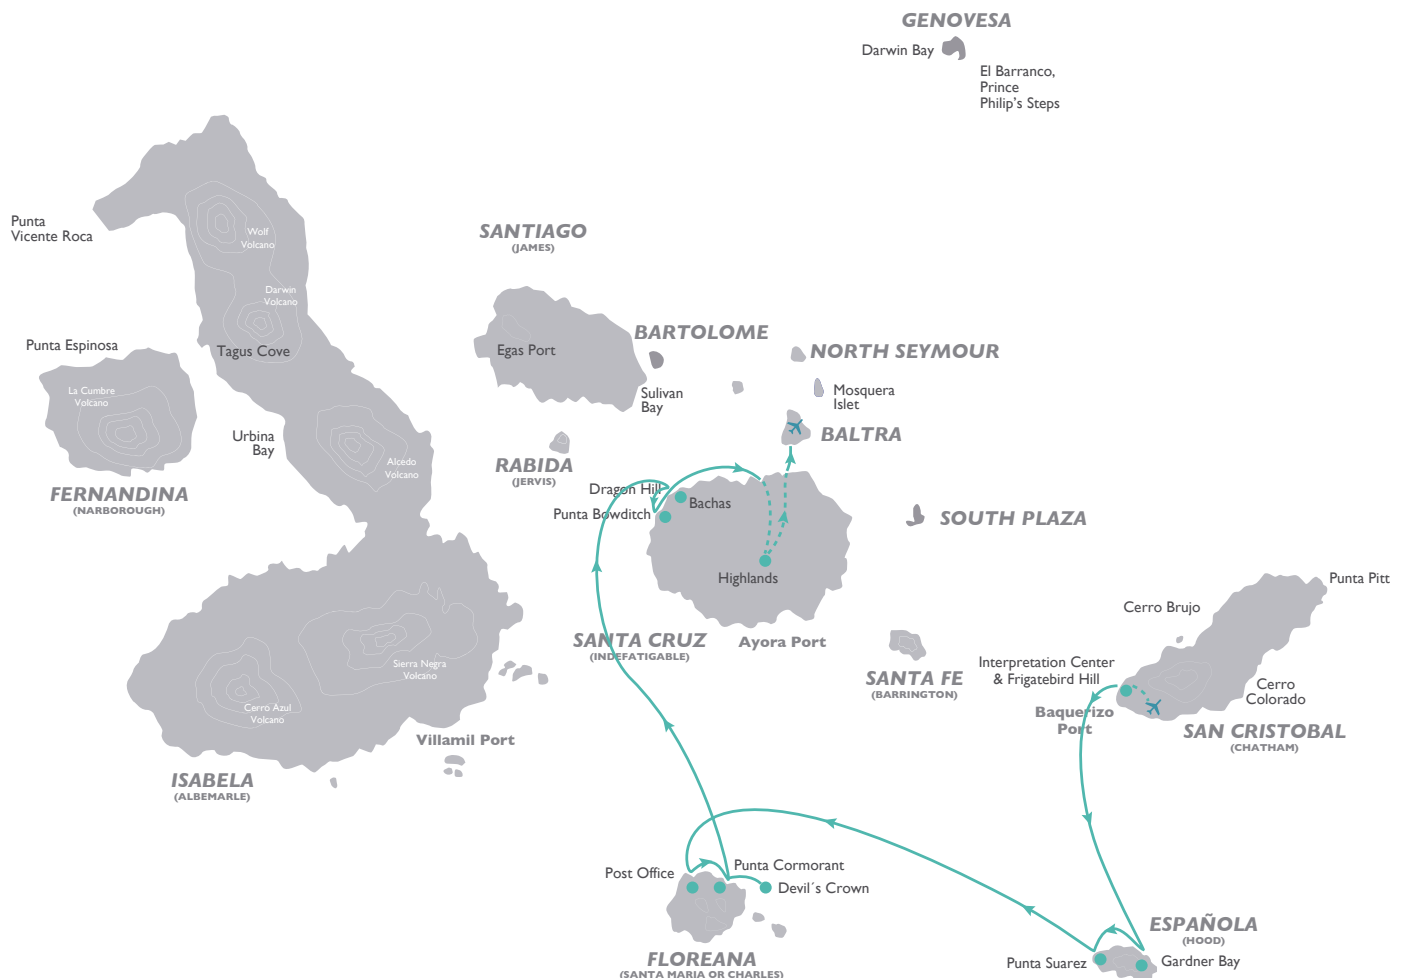 GENOVESA
Darwin Bay
El Barranco,
Prince
Philip's Steps
Punta
Vicente Roca
Wolf
Volcano
SANTIAGO
(JAMES)
Darwin
Volcano
BARTOLOME
NORTH SEYMOUR
Punta Espinosa
Tagus Cove
Egas Port
La Cumbre
Volcano
Sulivan
Bay
Mosquera
Islet
Urbina
Bay
BALTRA
Alcedo
Volcano
RABIDA
(JERVIS)
FERNANDINA
(NARBOROUGH)
Dragon Hill
Bachas
Punta Bowditch
SOUTH PLAZA
Highlands
Punta Pitt
Cerro Brujo
SANTA CRUZ
(INDEFATIGABLE)
Ayora Port
Sierra Negra
Volcano
SANTA FE
(BARRINGTON)
Interpretation Center
& Frigatebird Hill
Cerro
Colorado
Cerro Azul
Volcano
Baquerizo
Port
SAN CRISTOBAL
(CHATHAM)
Villamil Port
ISABELA
(ALBEMARLE)
Post Office
Punta Cormorant
Devil´s Crown
ESPAÑOLA
(HOOD)
FLOREANA
(SANTA MARIA OR CHARLES)
Punta Suarez
Gardner Bay